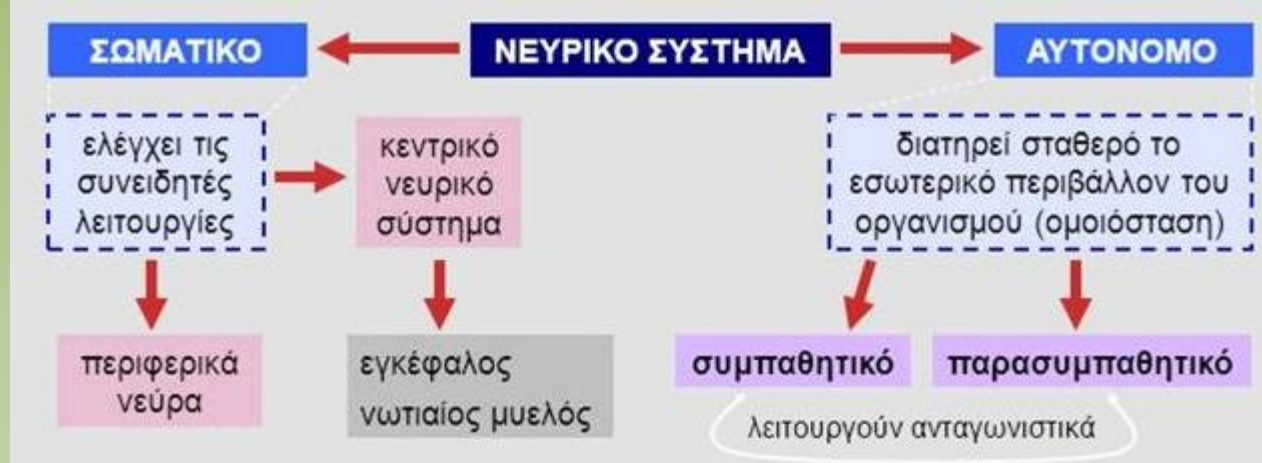 ΣΩΜΑΤΙΚΟ
ΝΕΥΡΙΚΟ ΣΥΣΤΗΜΑ
ΑΥΤΟΝΟΜΟ
ελέγχει τις
συνειδητές
λειτουργίες
κεντρικό
νευρικό
σύστημα
διατηρεί σταθερό το
εσωτερικό περιβάλλον του
οργανισμού (ομοιόσταση)
περιφερικά
νεύρα
εγκέφαλος
νωτιαίος μυελός
συμπαθητικό
παρασυμπαθητικό
λειτουργούν ανταγωνιστικά